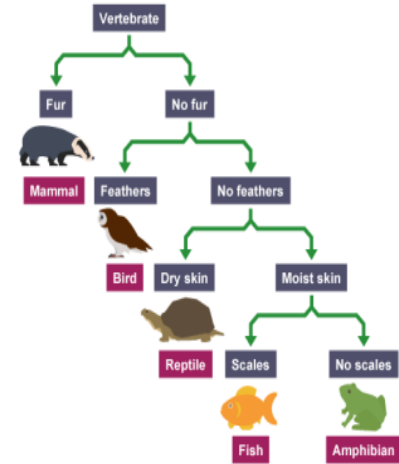 Vertebrate
Fur
No fur
Mammal
Feathers
No feathers
Bird
Dry skin
Moist skin
Reptile
Scales
No scales
Fish
Amphibian